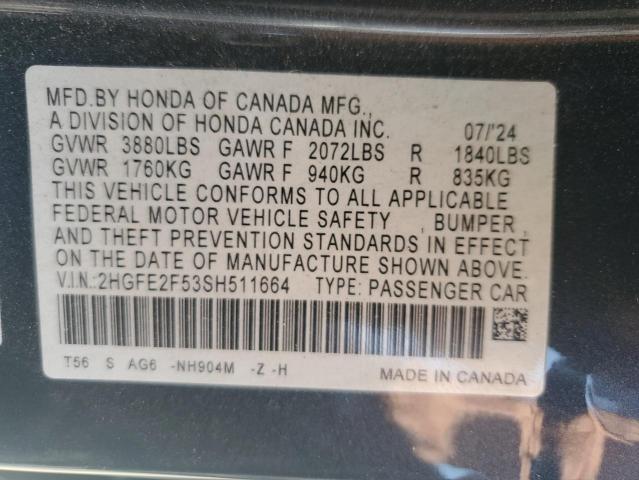 MFD.BY HONDA OF CANADA MFG.,
A DIVISION OF HONDA CANADA INC. 07/'24
GVWR 3880LBS GAWR F 2072LBS R 1840LBS
GVWR 1760KG GAWR F 940KG R 835KG
THIS VEHICLE CONFORMS TO ALL APPLICABLE
FEDERAL MOTOR VEHICLE SAFETY , BUMPER ,
AND THEFT PREVENTION STANDARDS IN EFFECT
ON THE DATE OF MANUFACTURE SHOWN ABOVE.
V.I.N.:2HGFE2F53SH511664 TYPE: PASSENGER CAR
T56 S AG6 -NH904M -Z -H
MADE IN CANADA